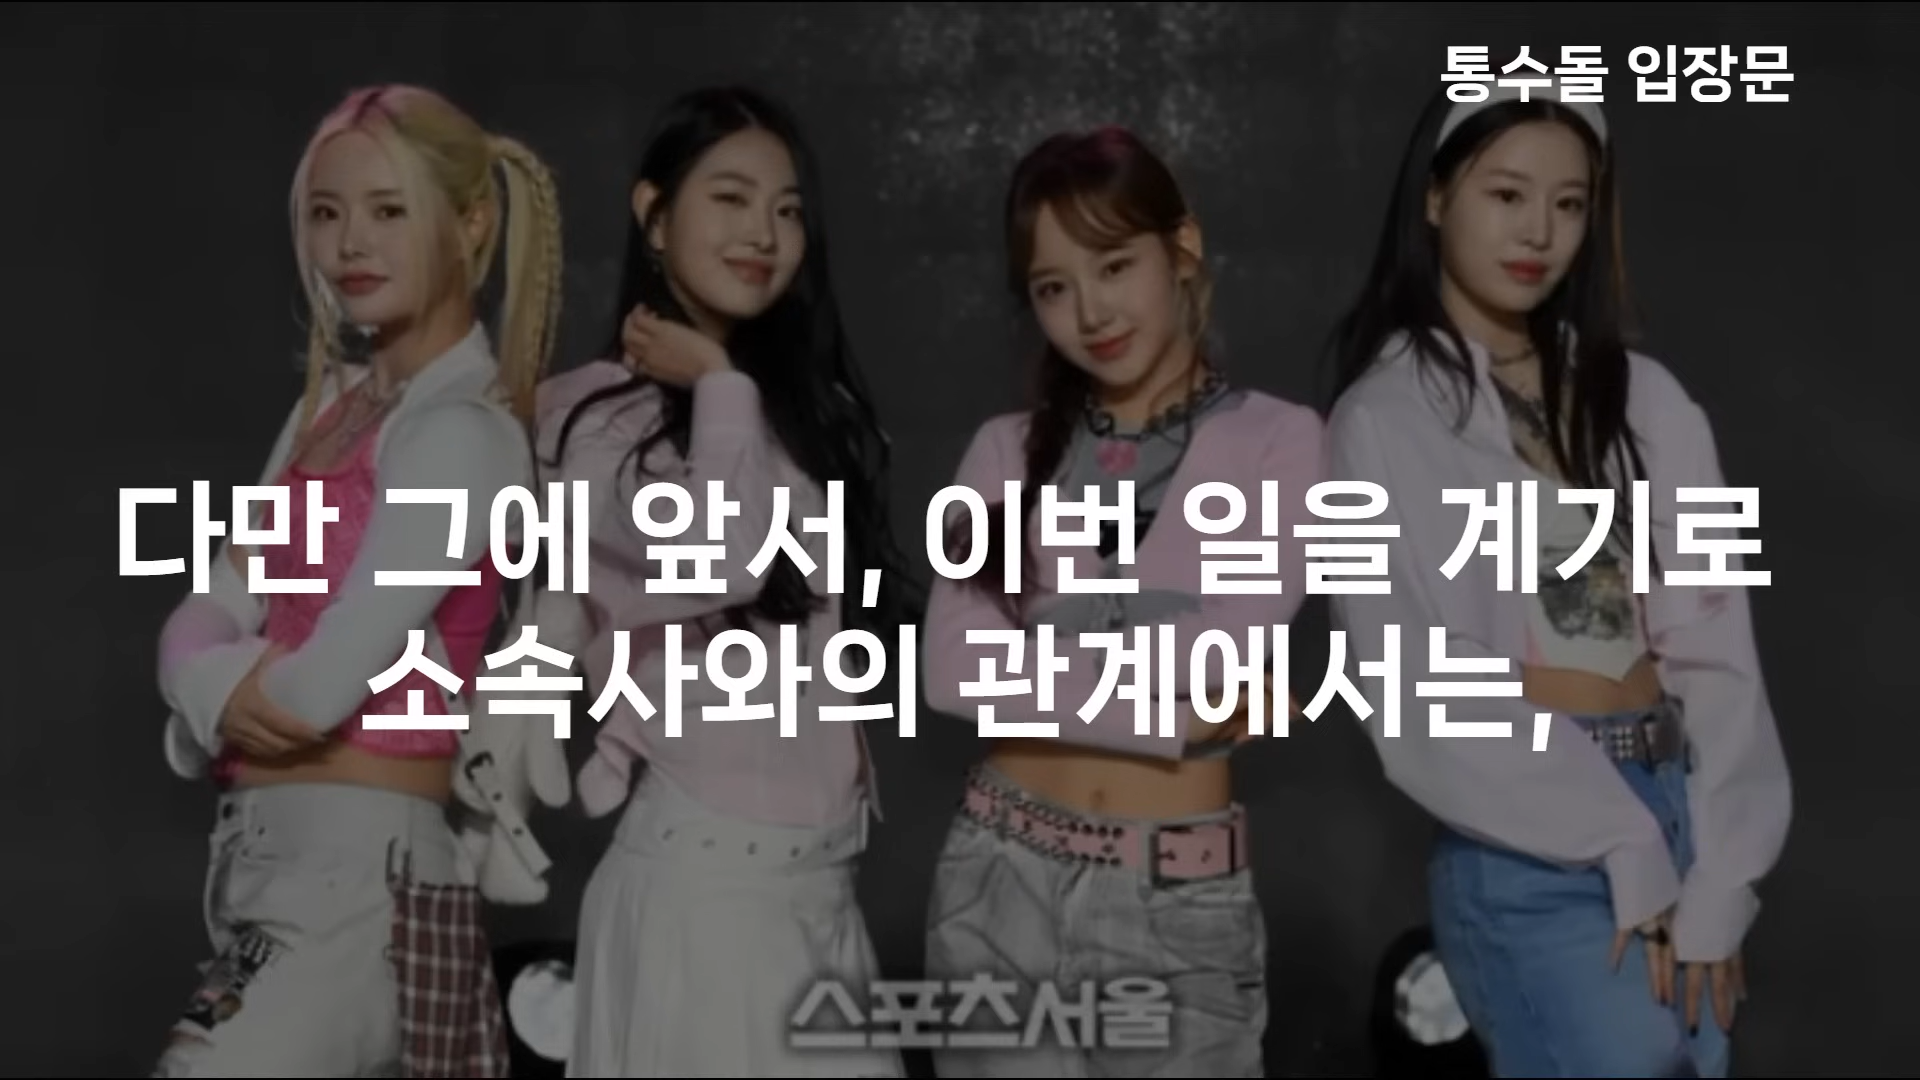 통수돌 입장문
다만 그에 앞서, 이번 일을 계기로
소속사와의 관계에서는,
스포츠서울